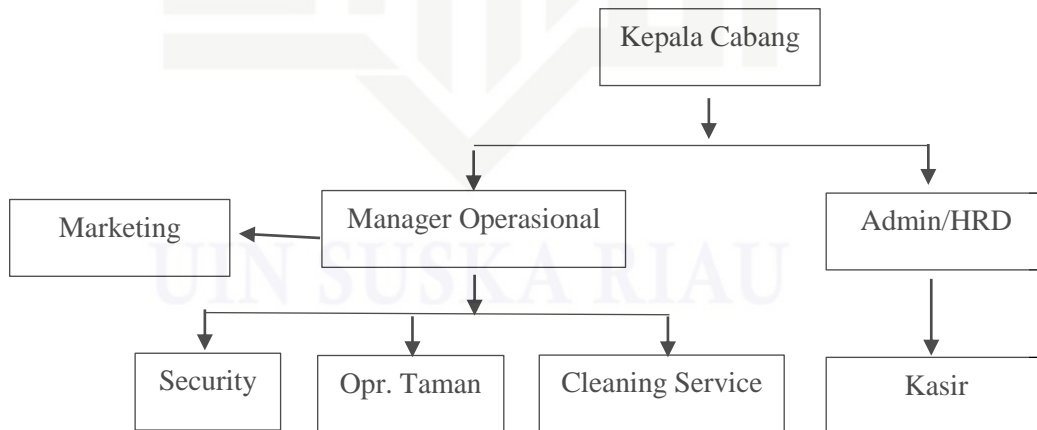 Kepala Cabang
Marketing
Manager Operasional
Admin/HRD
UIN SUSKA RIAU
Security
Opr. Taman
Cleaning Service
Kasir